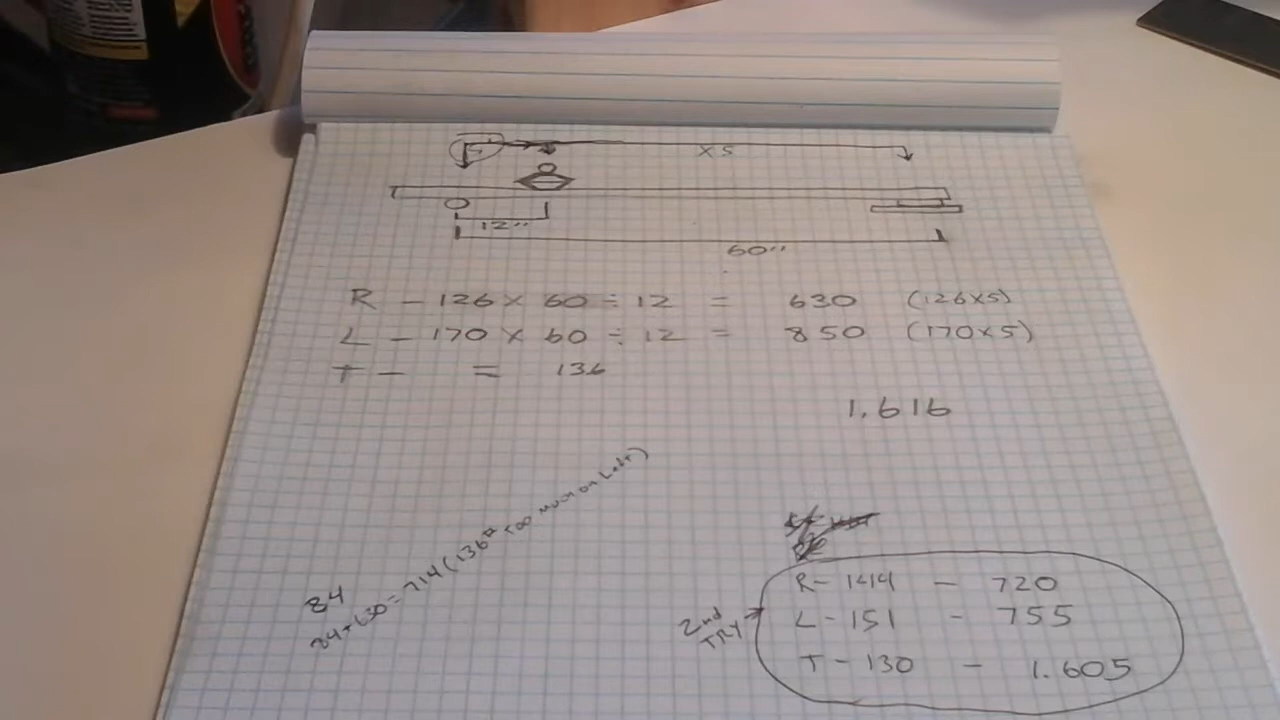 x5
12"
60"
R - 126 x 60 ÷ 12 = 630 (126x5)
L - 170 x 60 ÷ 12 = 850 (170x5)
T - = 136
1.616
84
84+630=714 (136# too much on Left)
2nd TRY
R - 144 - 720
L - 151 - 755
T - 130 - 1.605